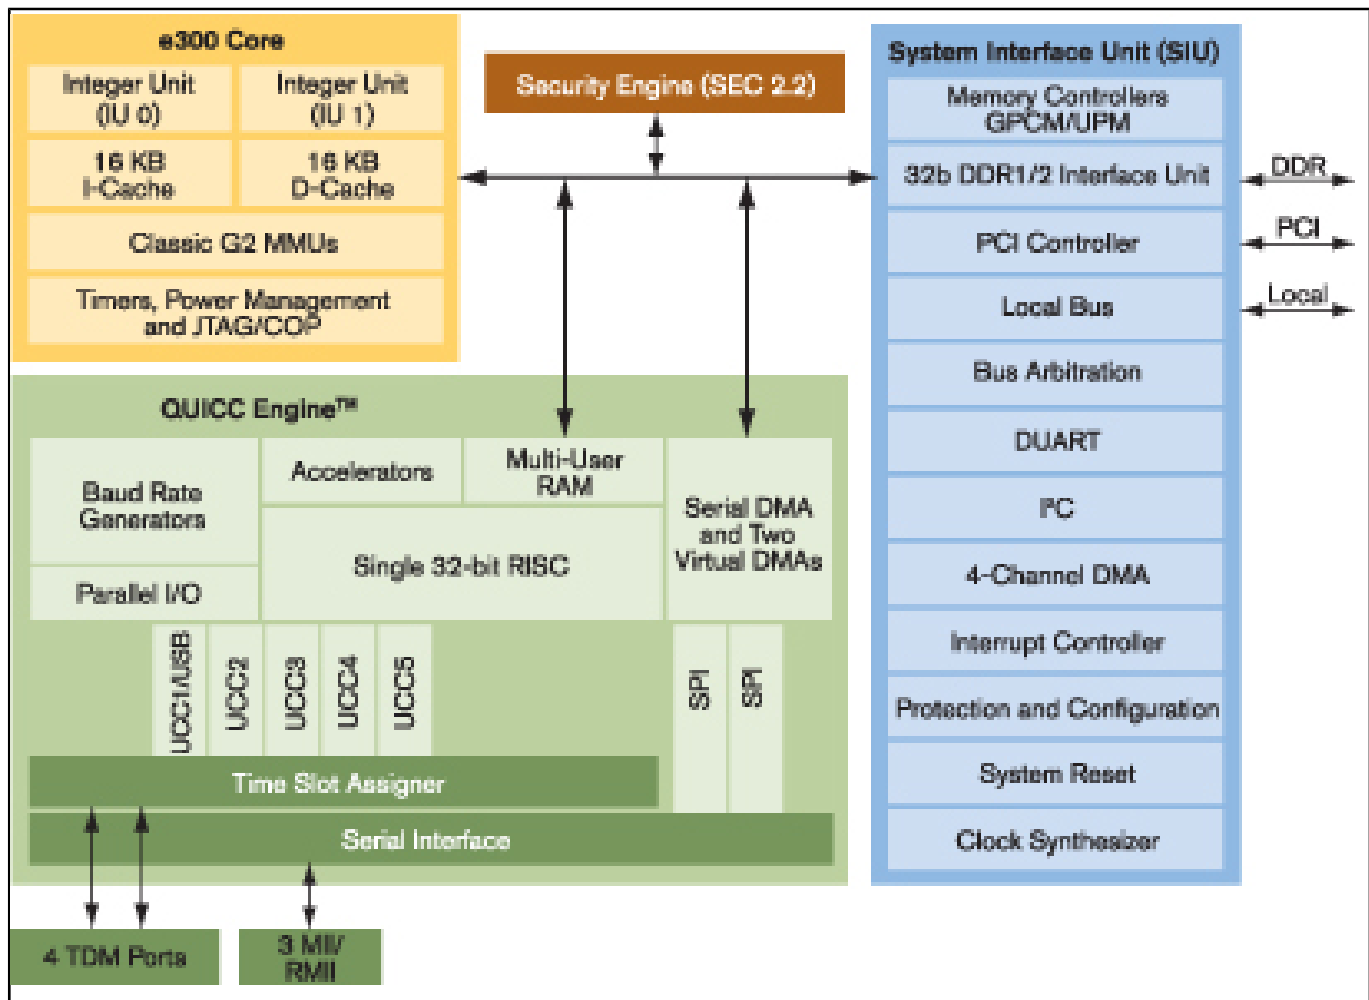 e300 Core
Integer Unit
(IU 0)
Integer Unit
(IU 1)
16 KB
I-Cache
16 KB
D-Cache
Classic G2 MMUs
Timers, Power Management
and JTAG/COP
Security Engine (SEC 2.2)
System Interface Unit (SIU)
Memory Controllers
GPCM/UPM
32b DDR1/2 Interface Unit
PCI Controller
Local Bus
Bus Arbitration
DUART
I²C
4-Channel DMA
Interrupt Controller
Protection and Configuration
System Reset
Clock Synthesizer
DDR
PCI
Local
QUICC Engine™
Baud Rate
Generators
Parallel I/O
Accelerators
Multi-User
RAM
Single 32-bit RISC
Serial DMA
and Two
Virtual DMAs
UCC1/USB
UCC2
UCC3
UCC4
UCC5
SPI
SPI
Time Slot Assigner
Serial Interface
4 TDM Ports
3 MII/
RMII